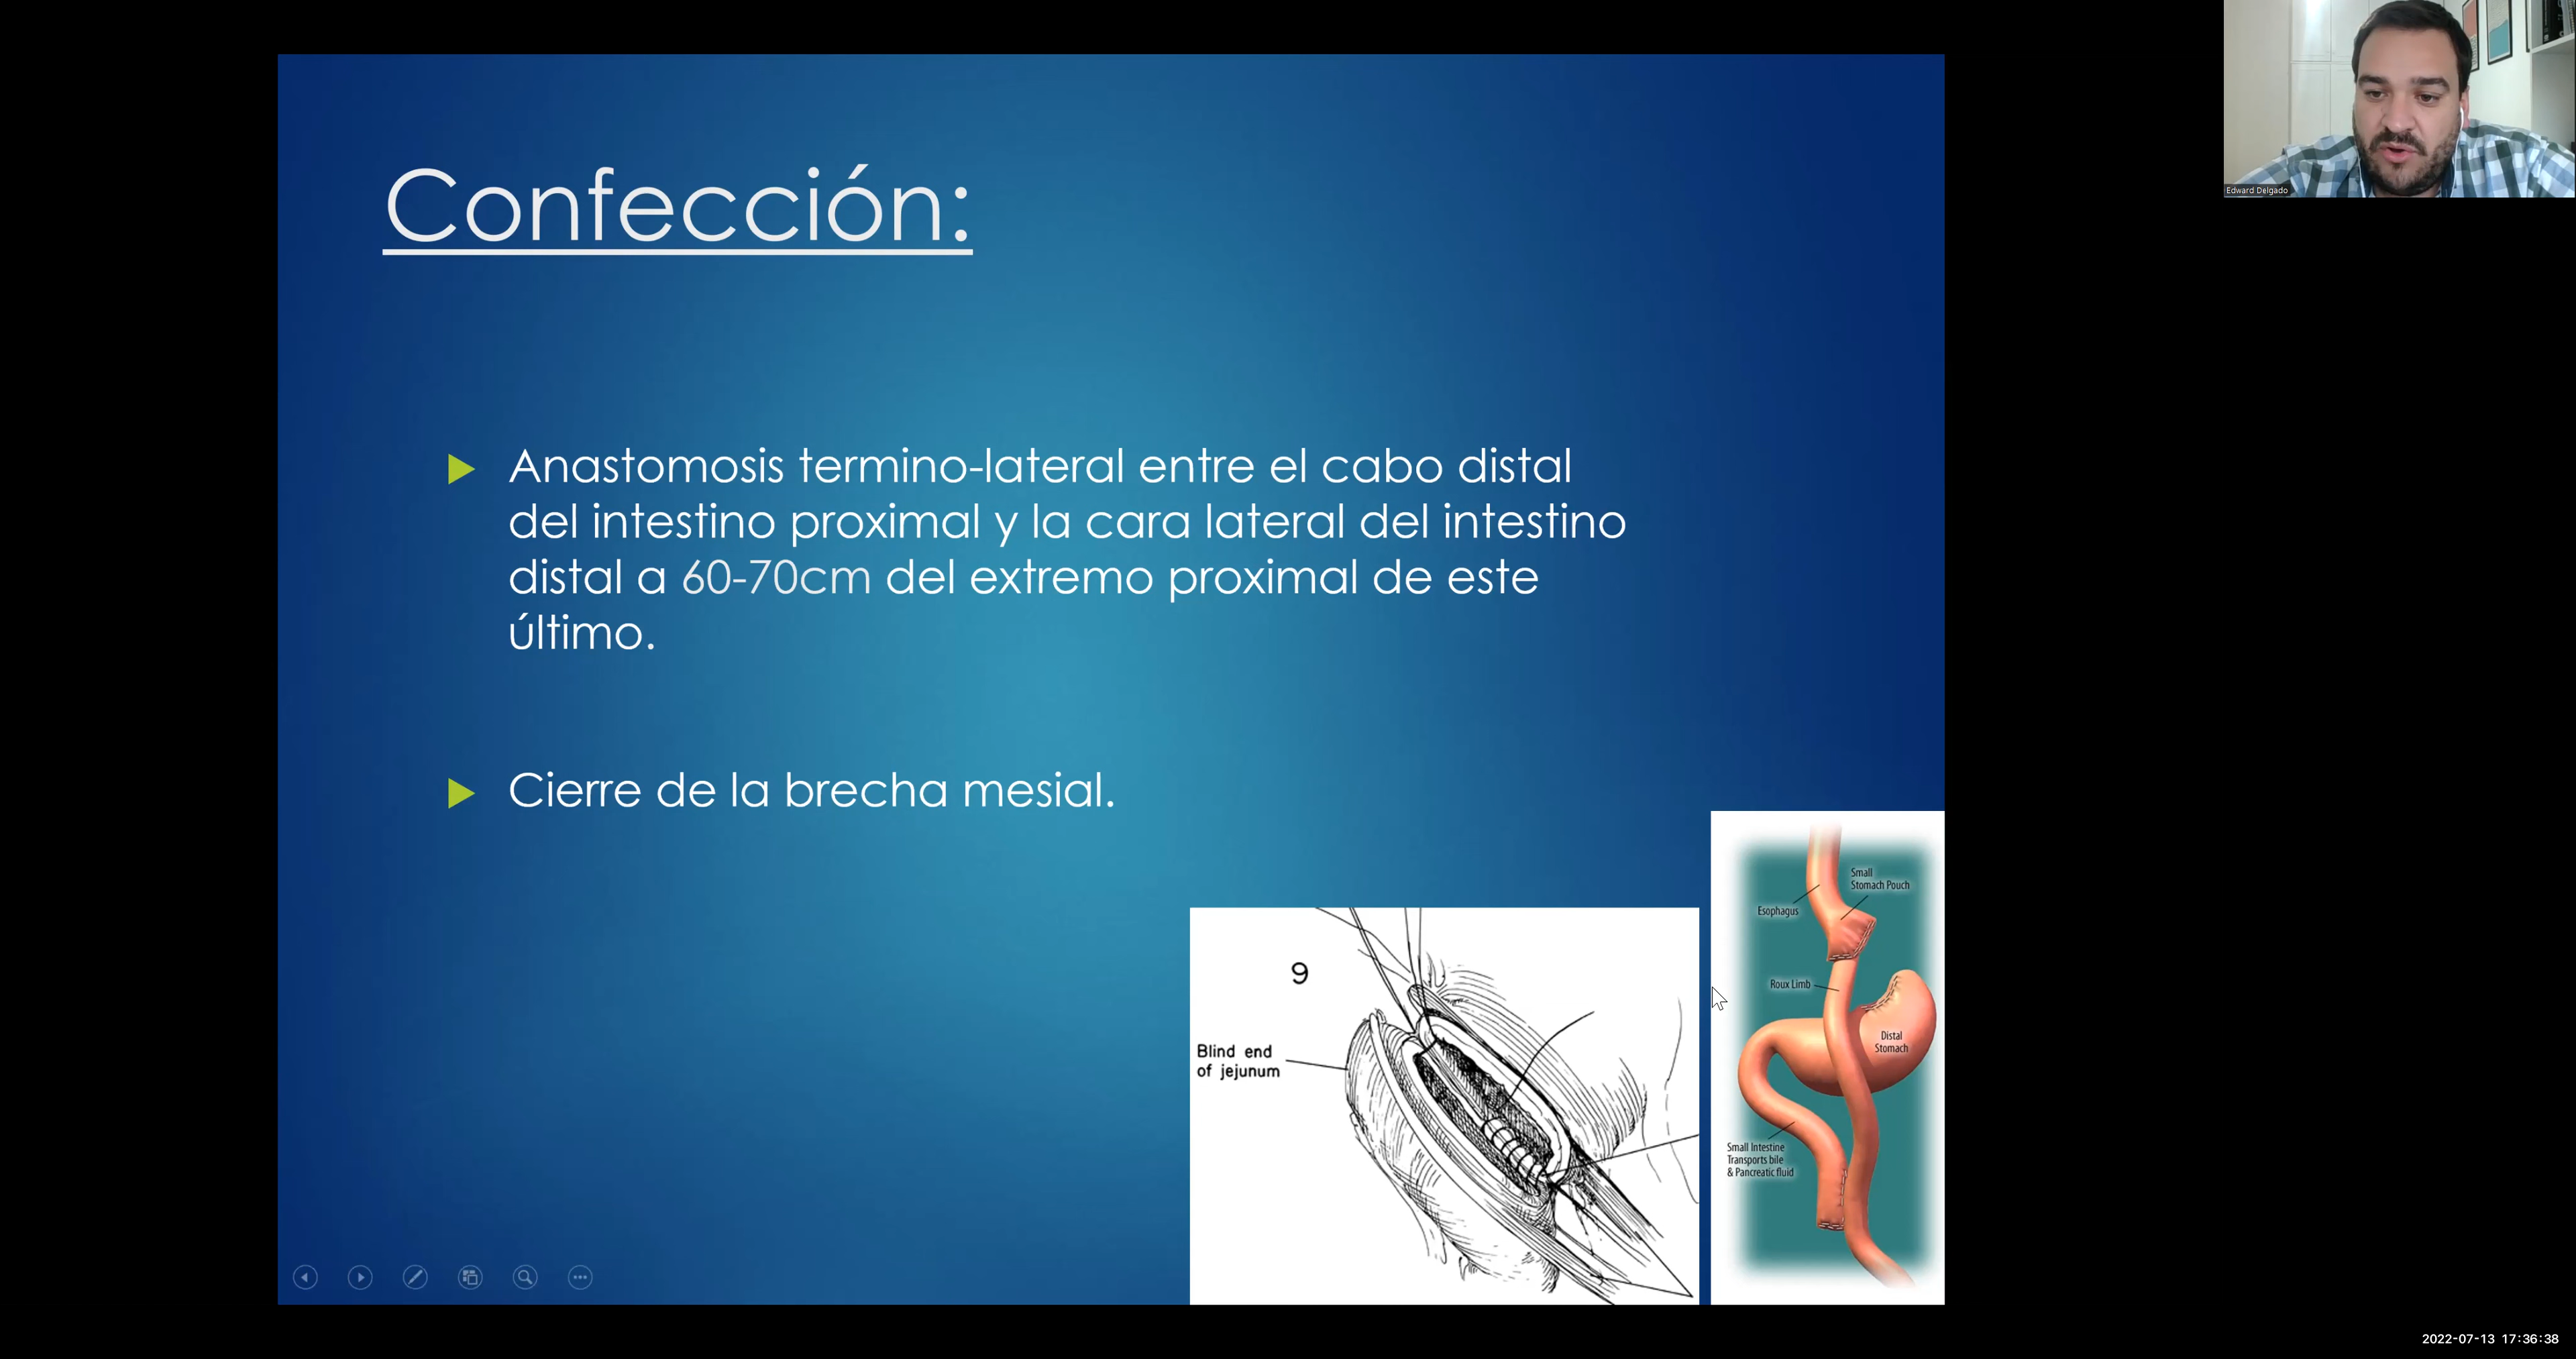 Edward Delgado
Confección:
Anastomosis termino-lateral entre el cabo distal
del intestino proximal y la cara lateral del intestino
distal a 60-70cm del extremo proximal de este
último.
Cierre de la brecha mesial.
9
Blind end
of jejunum
Small
Stomach Pouch
Esophagus
Roux Limb
Distal
Stomach
Small Intestine
Transports bile
& Pancreatic fluid
2022-07-13 17:36:38